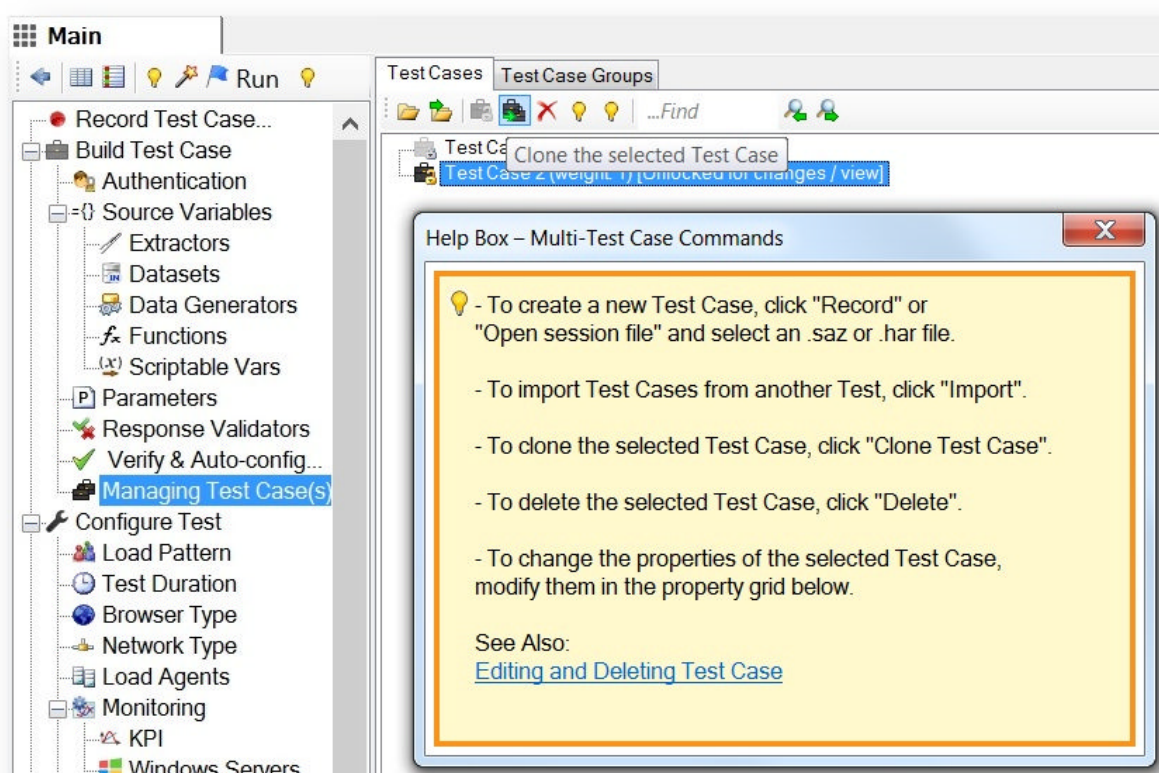 Main
Run
Record Test Case...
Build Test Case
Authentication
={} Source Variables
Extractors
IN Datasets
Data Generators
fx Functions
(x) Scriptable Vars
P Parameters
Response Validators
Verify & Auto-config...
Managing Test Case(s)
Configure Test
Load Pattern
Test Duration
Browser Type
Network Type
Load Agents
Monitoring
KPI
Windows Servers
Test Cases Test Case Groups
...Find
Test Ca
Clone the selected Test Case
Test Case 2 (weight: 1) [Unlocked for changes / view]
Help Box – Multi-Test Case Commands
X
- To create a new Test Case, click "Record" or
"Open session file" and select an .saz or .har file.
- To import Test Cases from another Test, click "Import".
- To clone the selected Test Case, click "Clone Test Case".
- To delete the selected Test Case, click "Delete".
- To change the properties of the selected Test Case,
modify them in the property grid below.
See Also:
Editing and Deleting Test Case